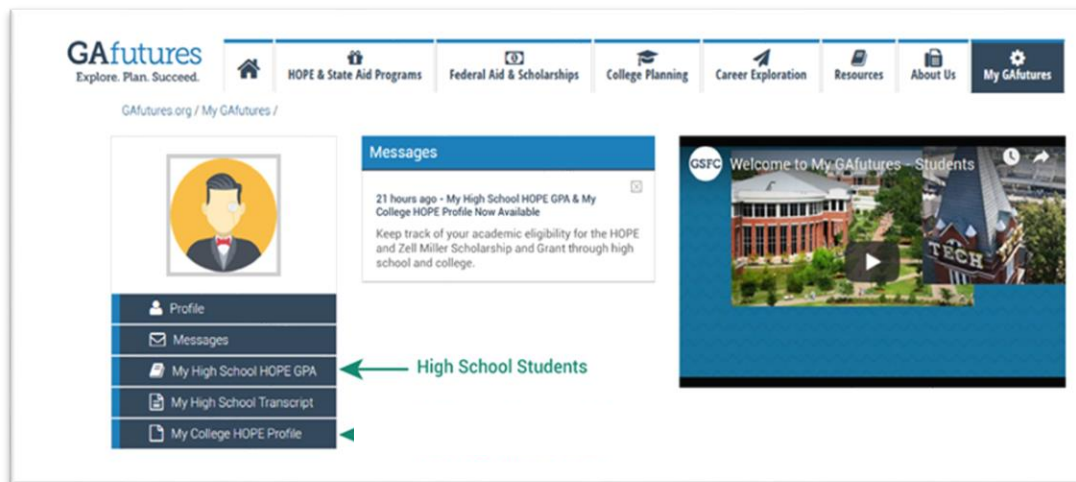 GAfutures
Explore. Plan. Succeed.
HOPE & State Aid Programs
Federal Aid & Scholarships
College Planning
Career Exploration
Resources
About Us
My GAfutures
GAfutures.org / My GAfutures /
Messages
21 hours ago - My High School HOPE GPA & My
College HOPE Profile Now Available
Keep track of your academic eligibility for the HOPE
and Zell Miller Scholarship and Grant through high
school and college.
GSFC Welcome to My GAfutures - Students
TECH
Profile
Messages
My High School HOPE GPA
High School Students
My High School Transcript
My College HOPE Profile